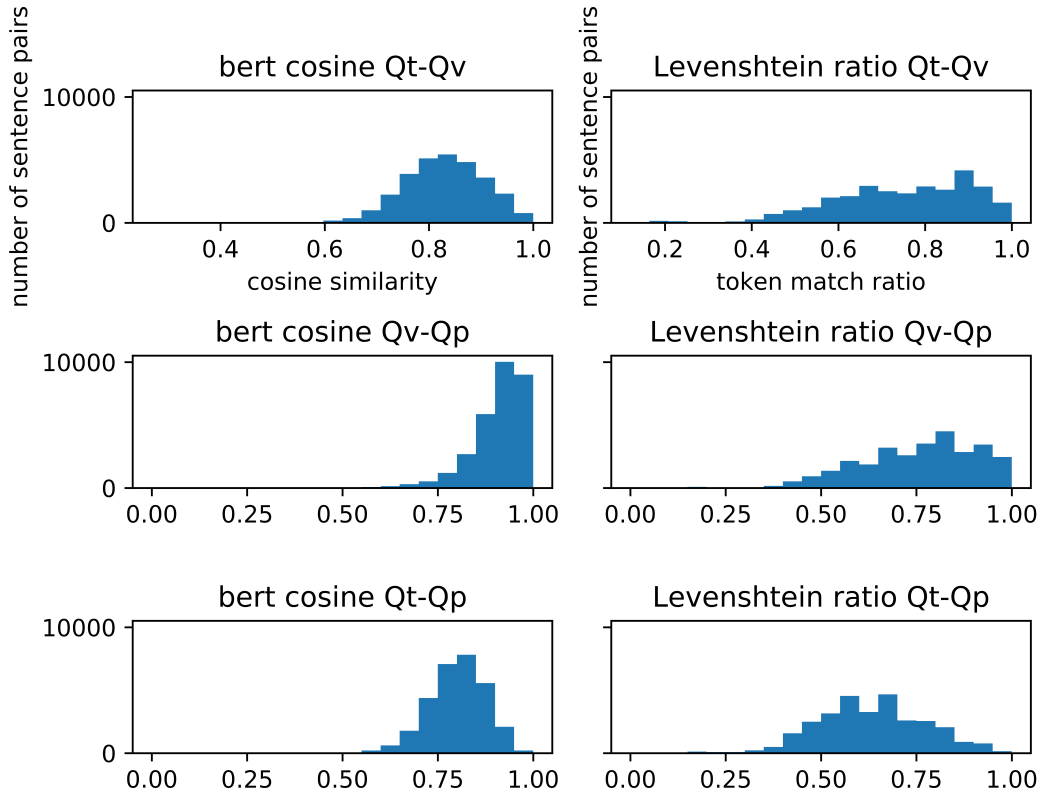 bert cosine Qt-Qv
number of sentence pairs
10000
0
0.4 0.6 0.8 1.0
cosine similarity
Levenshtein ratio Qt-Qv
number of sentence pairs
0.2 0.4 0.6 0.8 1.0
token match ratio
bert cosine Qv-Qp
10000
0
0.00 0.25 0.50 0.75 1.00
Levenshtein ratio Qv-Qp
0.00 0.25 0.50 0.75 1.00
bert cosine Qt-Qp
10000
0
0.00 0.25 0.50 0.75 1.00
Levenshtein ratio Qt-Qp
0.00 0.25 0.50 0.75 1.00